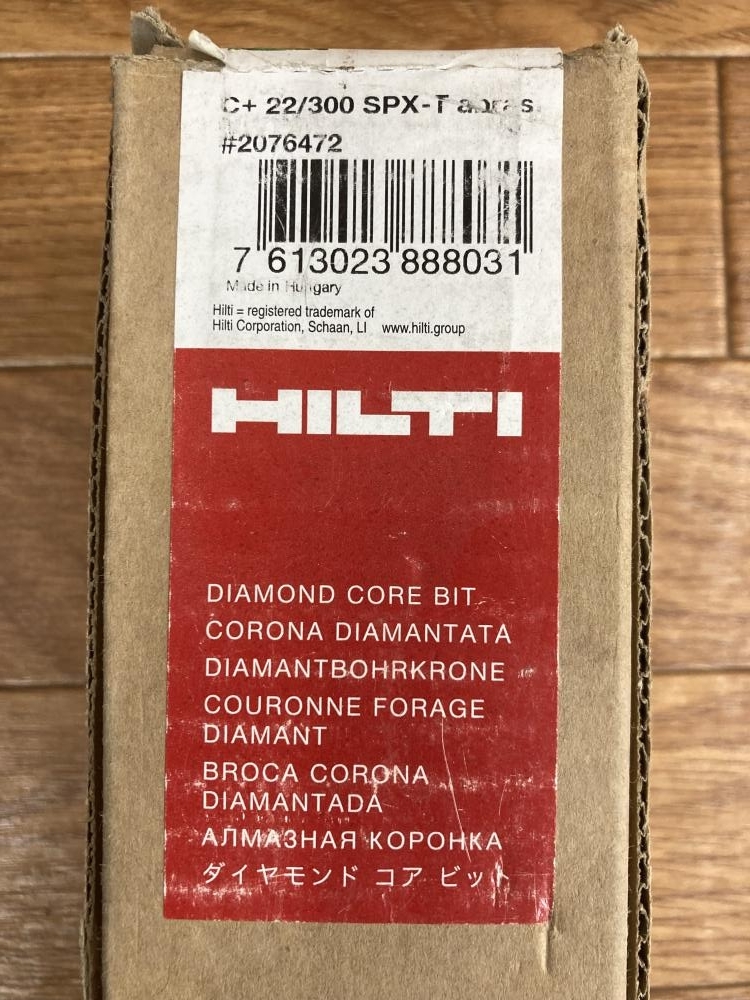 C+ 22/300 SPX-T abras.
#2076472
7 613023 888031
Made in Hungary
Hilti = registered trademark of
Hilti Corporation, Schaan, LI www.hilti.group
HILTI
DIAMOND CORE BIT
CORONA DIAMANTATA
DIAMANTBOHRKRONE
COURONNE FORAGE
DIAMANT
BROCA CORONA
DIAMANTADA
АЛМАЗНАЯ КОРОНКА
ダイヤモンド コア ビット